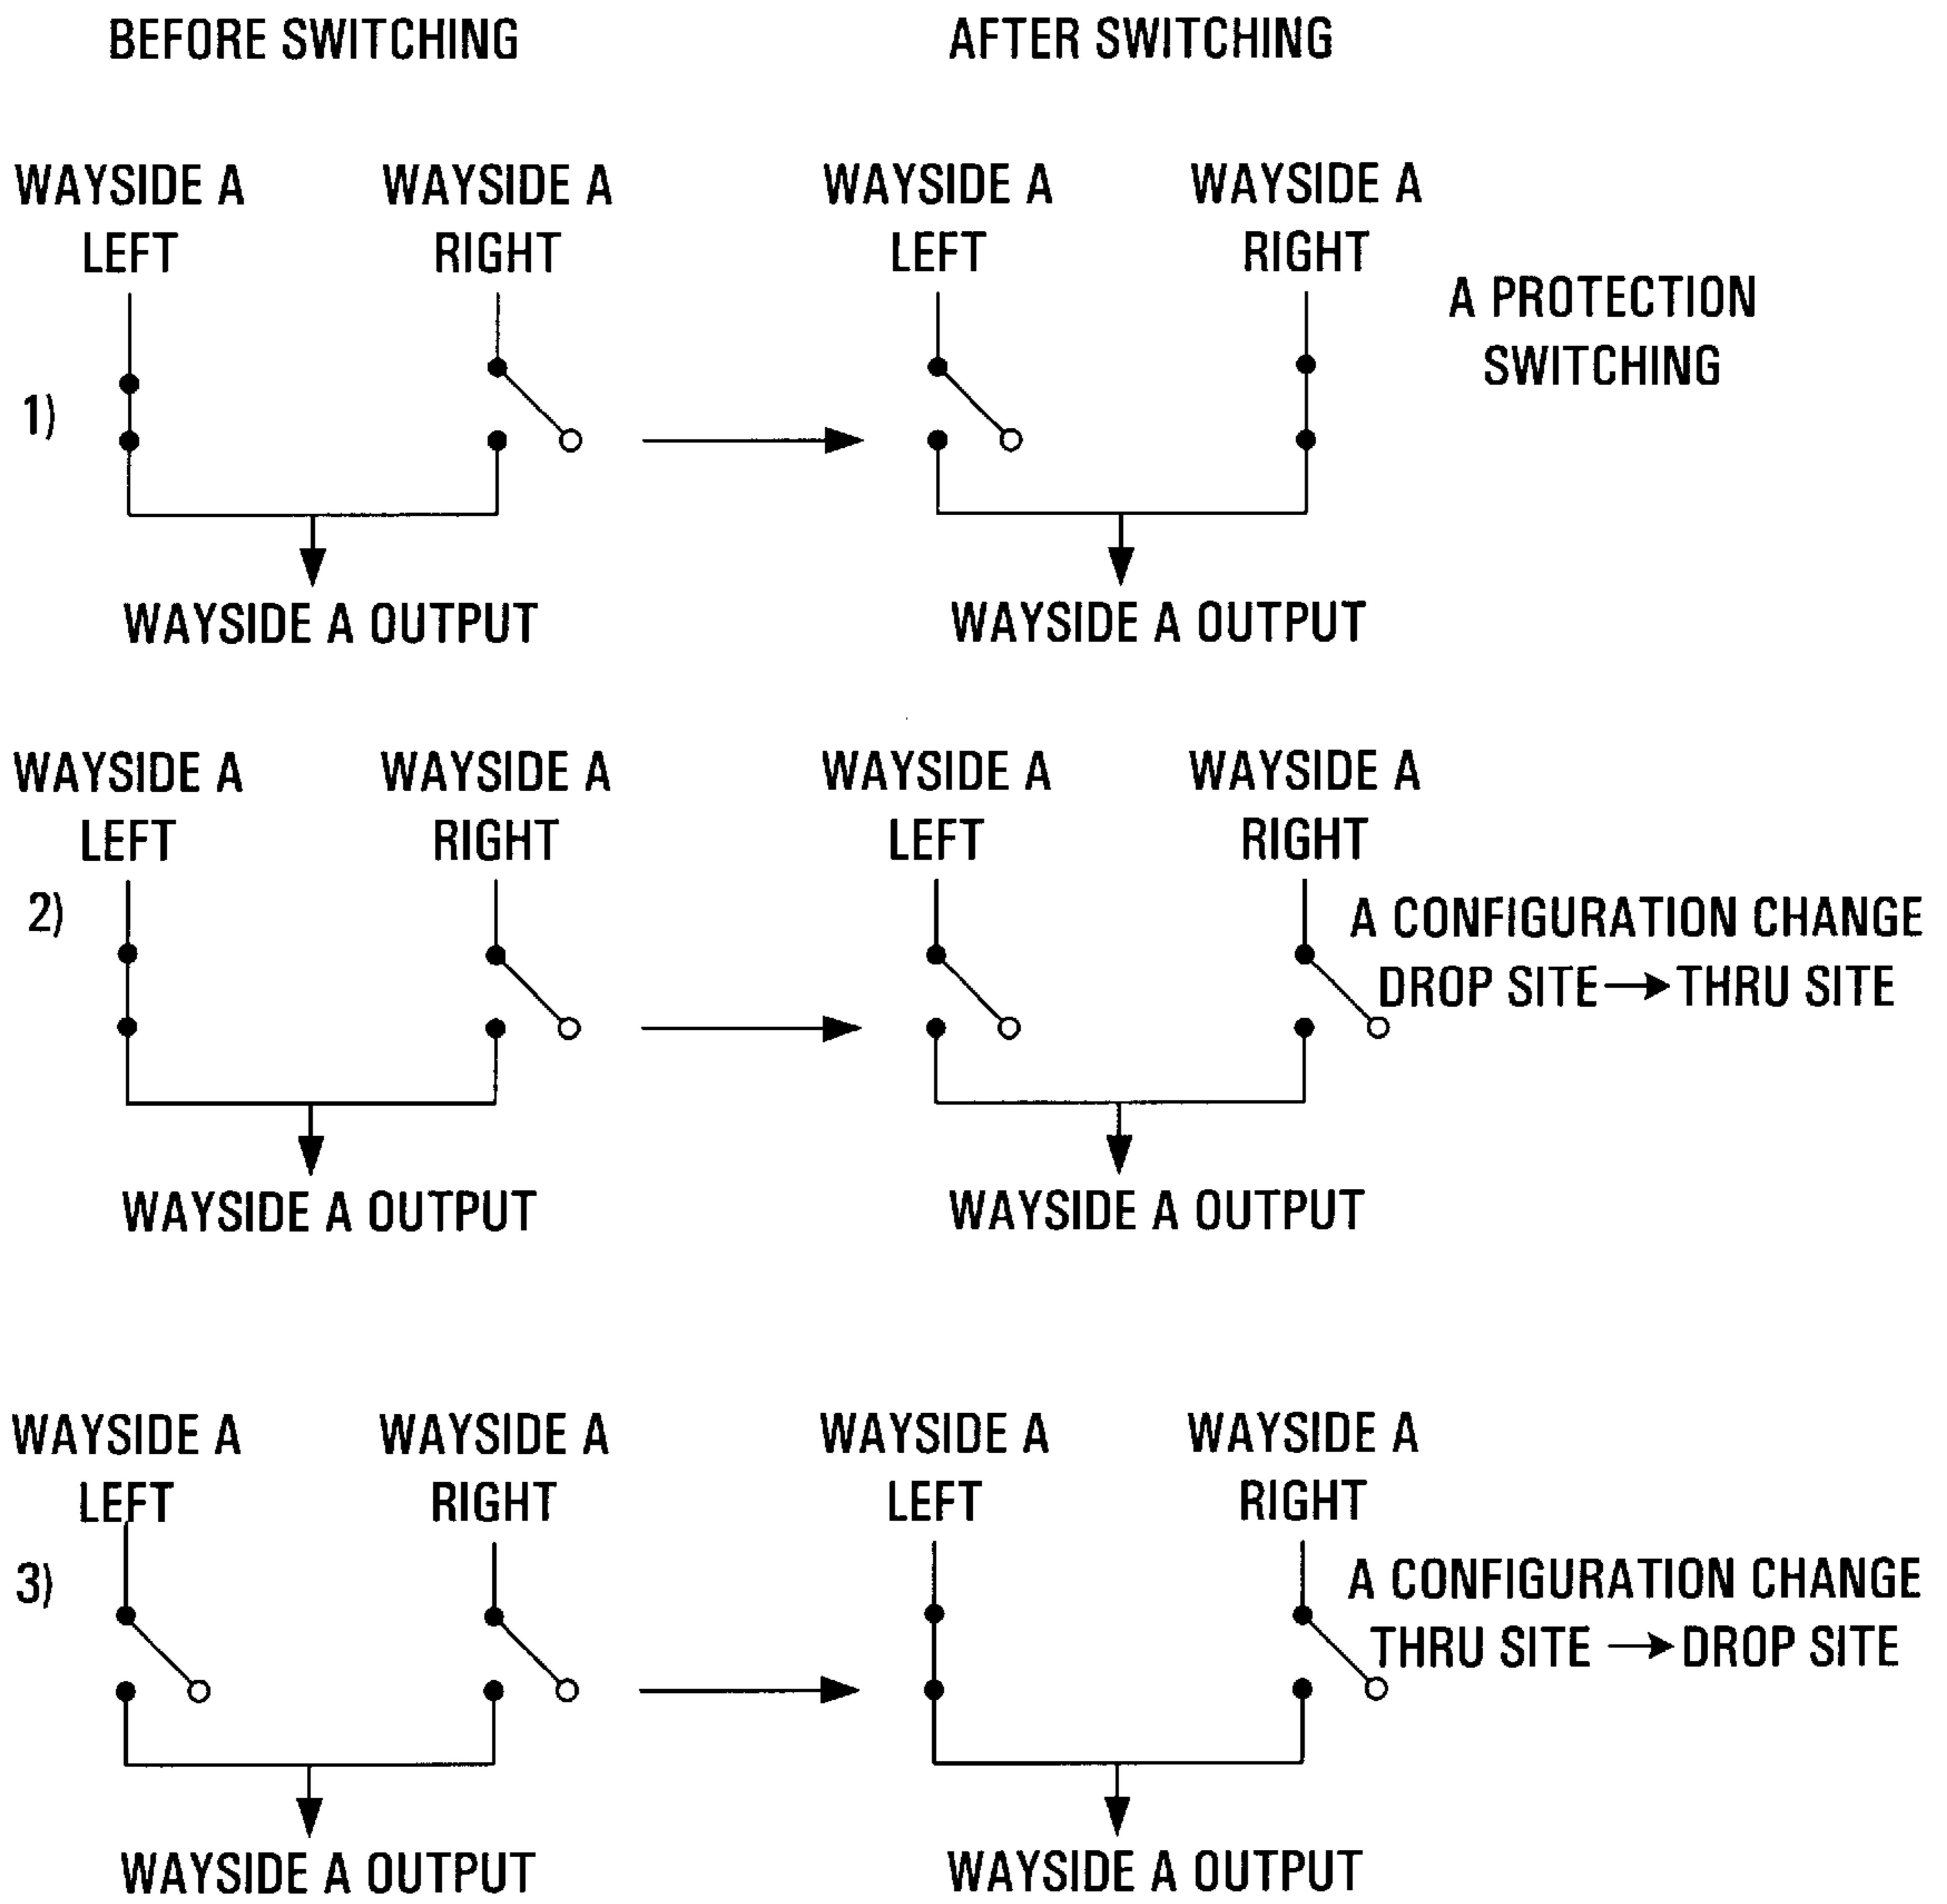 BEFORE SWITCHING
AFTER SWITCHING
WAYSIDE A
LEFT
WAYSIDE A
RIGHT
WAYSIDE A
LEFT
WAYSIDE A
RIGHT
A PROTECTION
SWITCHING
1)
WAYSIDE A OUTPUT
WAYSIDE A OUTPUT
WAYSIDE A
LEFT
WAYSIDE A
RIGHT
WAYSIDE A
LEFT
WAYSIDE A
RIGHT
2)
A CONFIGURATION CHANGE
DROP SITE → THRU SITE
WAYSIDE A OUTPUT
WAYSIDE A OUTPUT
WAYSIDE A
LEFT
WAYSIDE A
RIGHT
WAYSIDE A
LEFT
WAYSIDE A
RIGHT
3)
A CONFIGURATION CHANGE
THRU SITE → DROP SITE
WAYSIDE A OUTPUT
WAYSIDE A OUTPUT